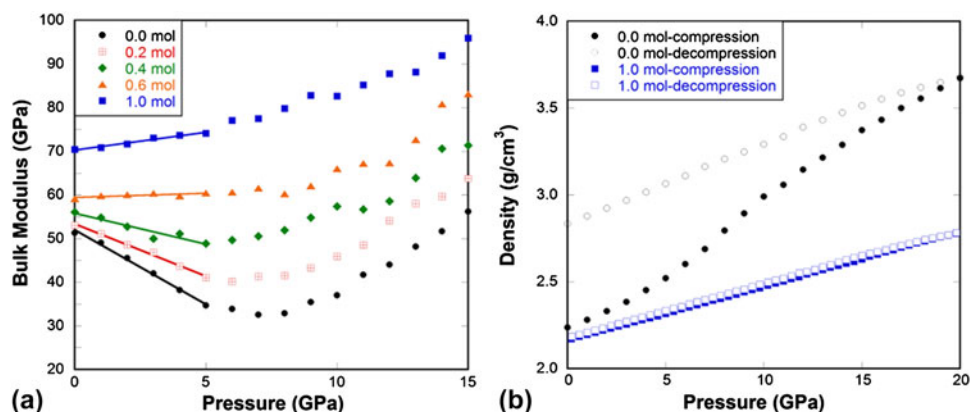 0.0 mol
0.2 mol
0.4 mol
0.6 mol
1.0 mol
100
90
80
70
60
50
40
30
20
Bulk Modulus (GPa)
0
5
10
15
Pressure (GPa)
(a)
0.0 mol-compression
0.0 mol-decompression
1.0 mol-compression
1.0 mol-decompression
4.0
3.5
3.0
2.5
2.0
Density (g/cm³)
0
5
10
15
20
Pressure (GPa)
(b)